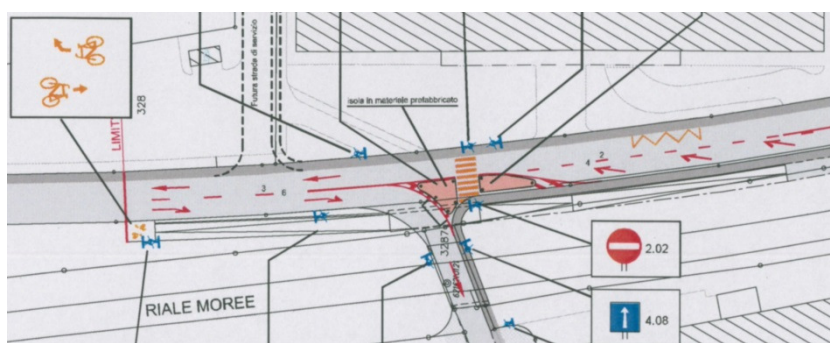 328
LIMIT
Futura strada di servizio
isola in materiale prefabbricato
4 2
3 6
3287
2.02
4.08
RIALE MOREE